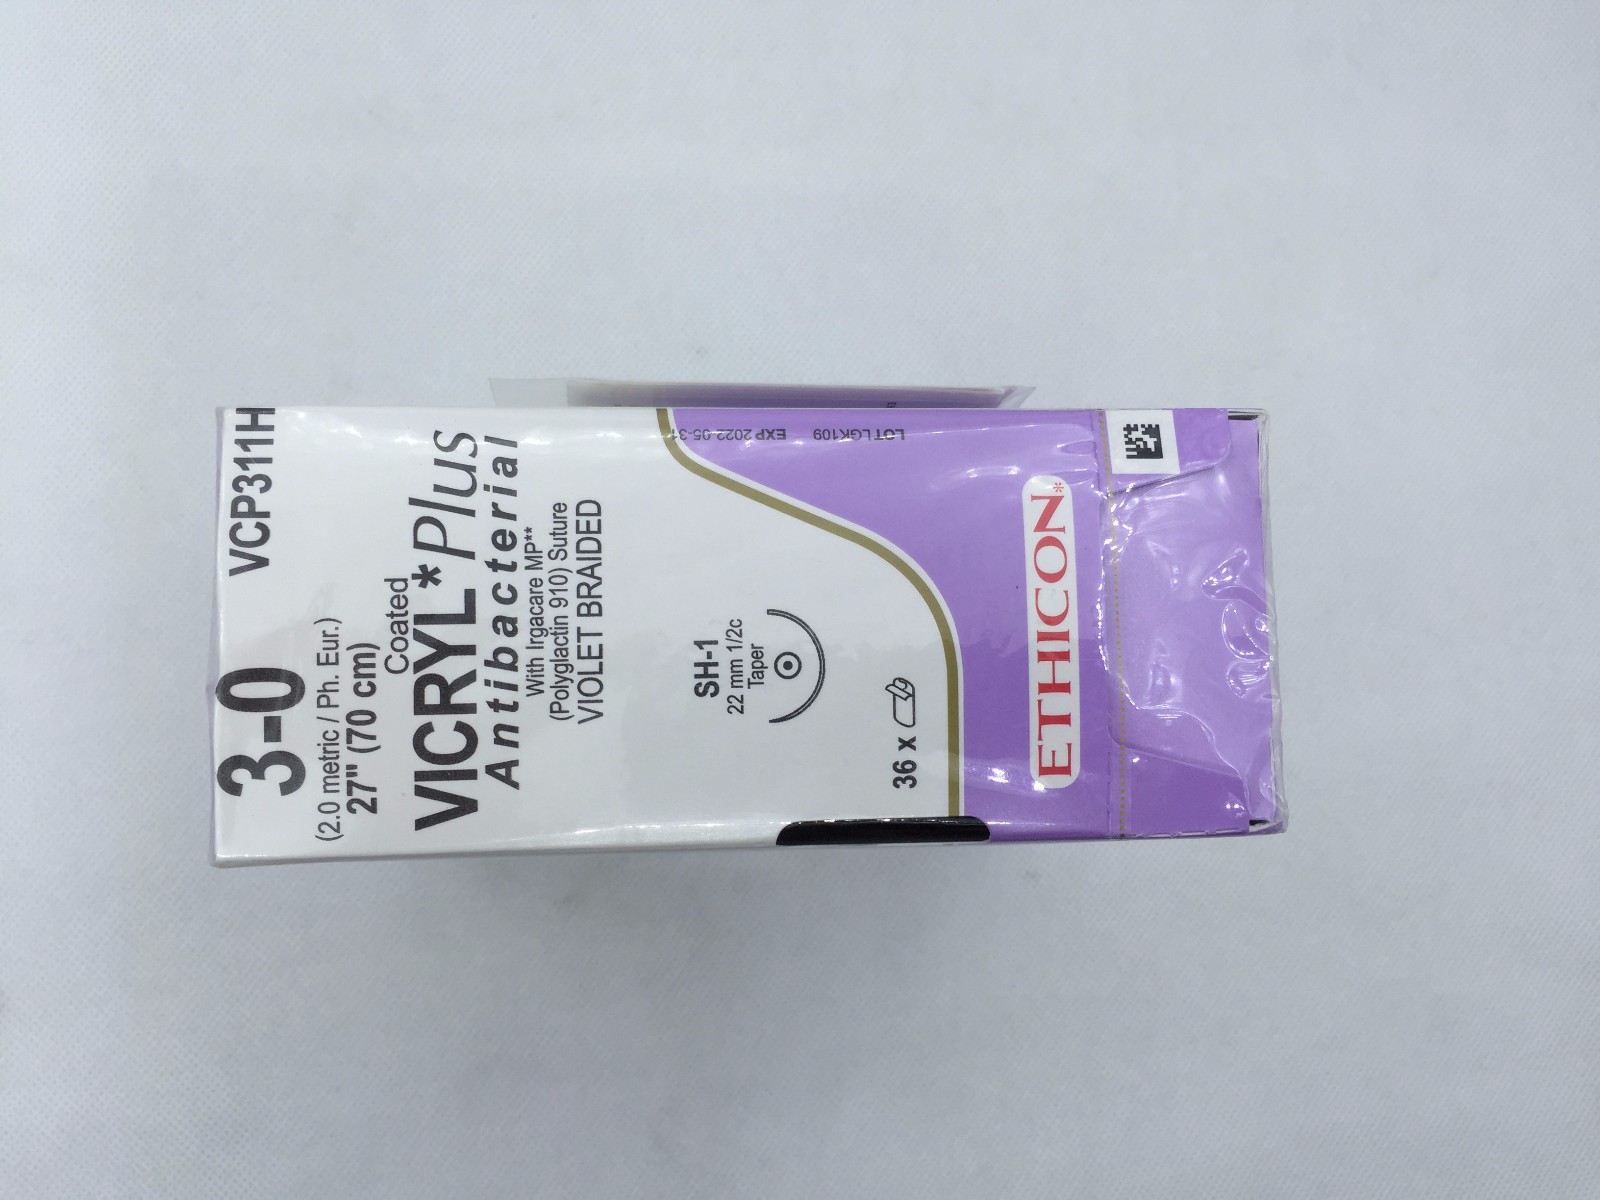 3-0 VCP311H
(2.0 metric / Ph. Eur.)
27" (70 cm)
Coated
VICRYL* Plus
Antibacterial
With Irgacare MP**
(Polyglactin 910) Suture
VIOLET BRAIDED
SH-1
22 mm 1/2c
Taper
36 x
ETHICON*
EXP 2022-05-31 LOT LGK109